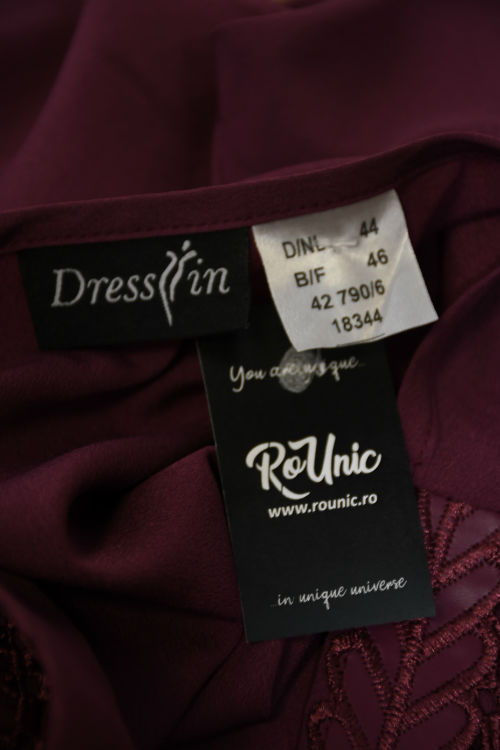 Dress in
D/NL 44
B/F 46
42 790/6
18344
You are unique...
RoUnic
www.rounic.ro
...in unique universe